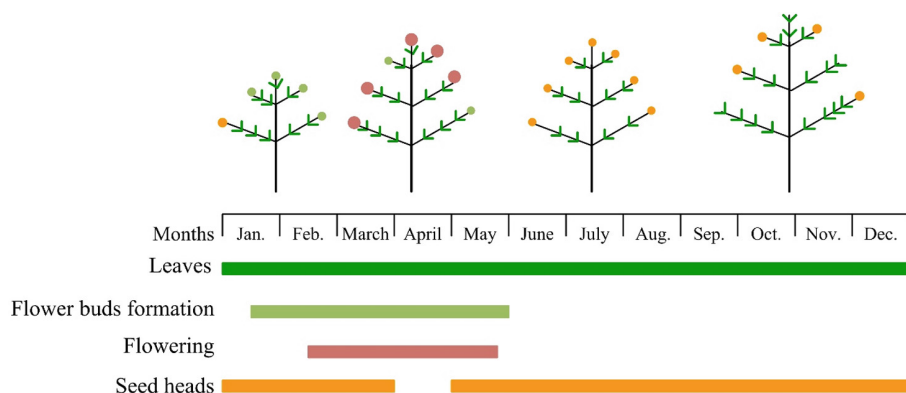 Months Jan. Feb. March April May June July Aug. Sep. Oct. Nov. Dec.
Leaves
Flower buds formation
Flowering
Seed heads